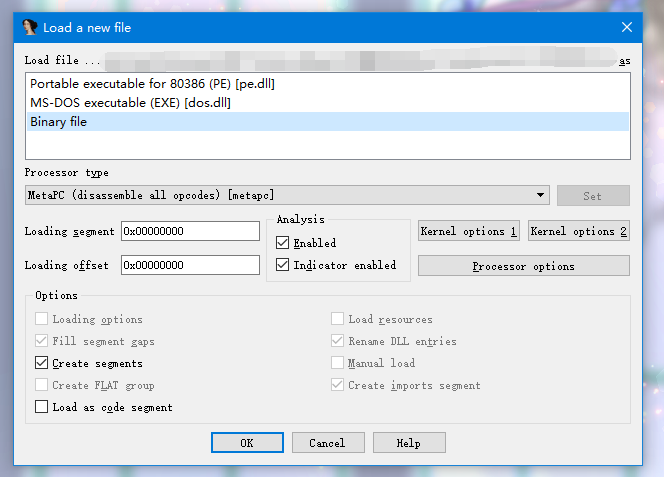 Load a new file
Load file ... as
Portable executable for 80386 (PE) [pe.dll]
MS-DOS executable (EXE) [dos.dll]
Binary file
Processor type
MetaPC (disassemble all opcodes) [metapc]
Set
Loading segment 0x00000000
Loading offset 0x00000000
Analysis
Enabled
Indicator enabled
Kernel options 1
Kernel options 2
Processor options
Options
Loading options
Fill segment gaps
Create segments
Create FLAT group
Load as code segment
Load resources
Rename DLL entries
Manual load
Create imports segment
OK
Cancel
Help